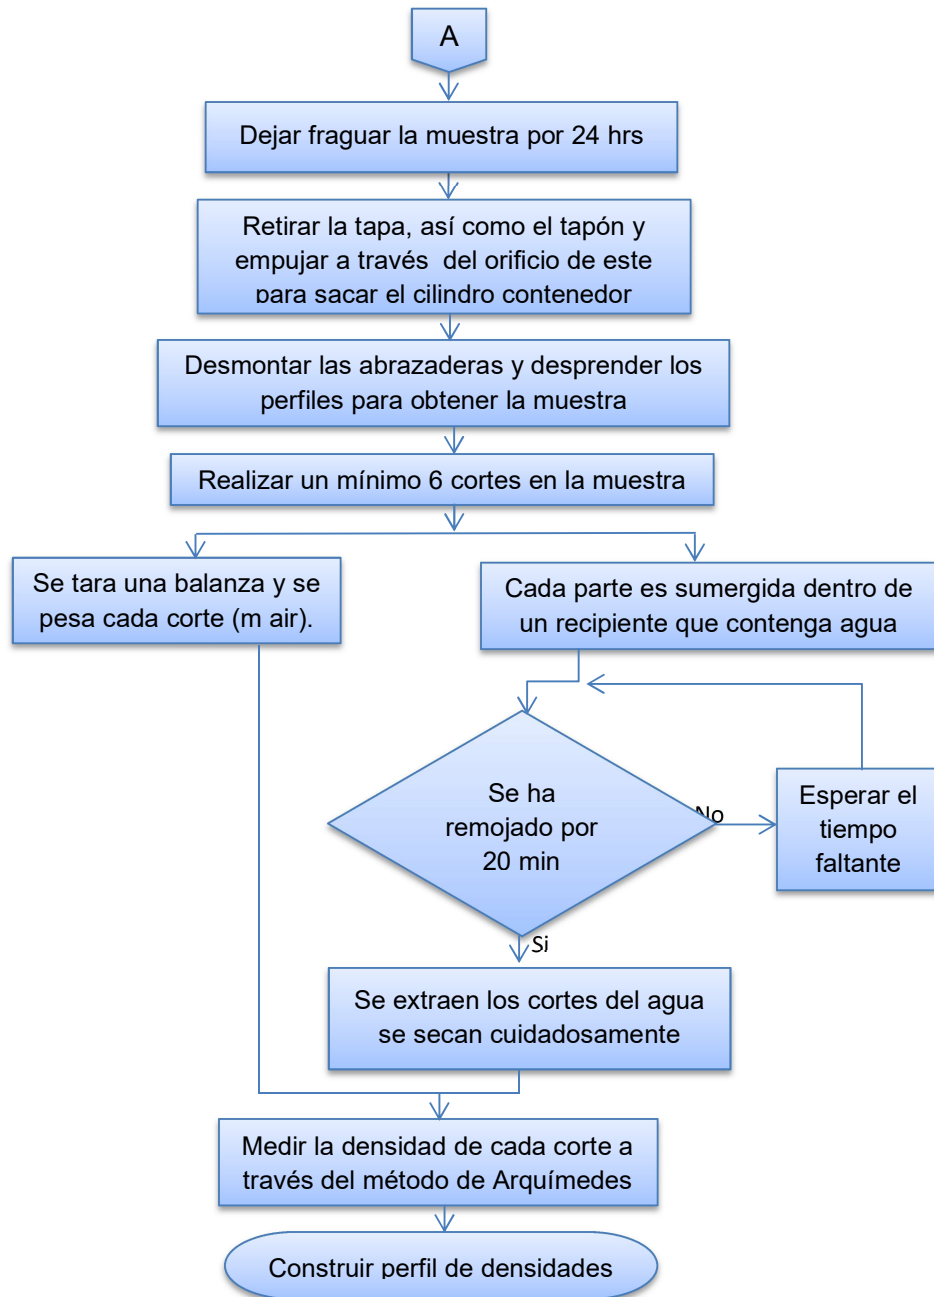 A
Dejar fraguar la muestra por 24 hrs
Retirar la tapa, así como el tapón y
empujar a través del orificio de este
para sacar el cilindro contenedor
Desmontar las abrazaderas y desprender los
perfiles para obtener la muestra
Realizar un mínimo 6 cortes en la muestra
Se tara una balanza y se
pesa cada corte (m air).
Cada parte es sumergida dentro de
un recipiente que contenga agua
Se ha
remojado por
20 min
No
Esperar el
tiempo
faltante
Si
Se extraen los cortes del agua
se secan cuidadosamente
Medir la densidad de cada corte a
través del método de Arquímedes
Construir perfil de densidades